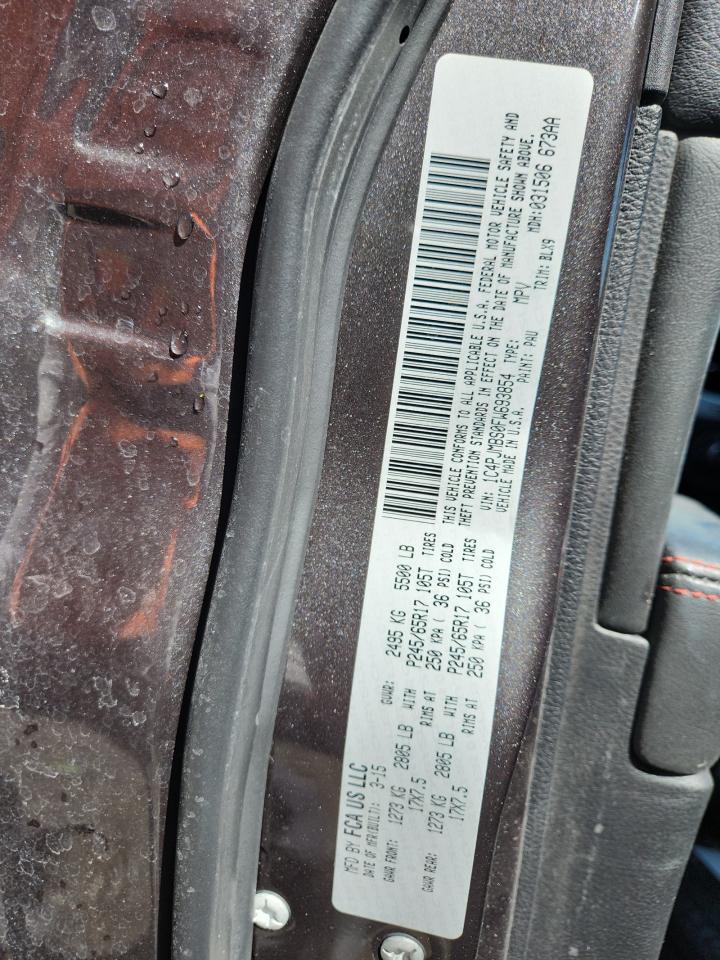 MFD BY FCA US LLC
DATE OF MFR(BUILT): 3-15 GVWR: 2495 KG 5500 LB
GAWR FRONT: 1273 KG 2805 LB WITH P245/65R17 105T TIRES
17X7.5 RIMS AT 250 KPA ( 36 PSI) COLD
GAWR REAR: 1273 KG 2805 LB WITH P245/65R17 105T TIRES
17X7.5 RIMS AT 250 KPA ( 36 PSI) COLD
THIS VEHICLE CONFORMS TO ALL APPLICABLE U.S.A. FEDERAL MOTOR VEHICLE SAFETY AND
THEFT PREVENTION STANDARDS IN EFFECT ON THE DATE OF MANUFACTURE SHOWN ABOVE.
VIN: 1C4PJMBS0FW693854 TYPE: MPV MDH:031506 673AA
VEHICLE MADE IN U.S.A. PAINT: PAU TRIM: BLX9